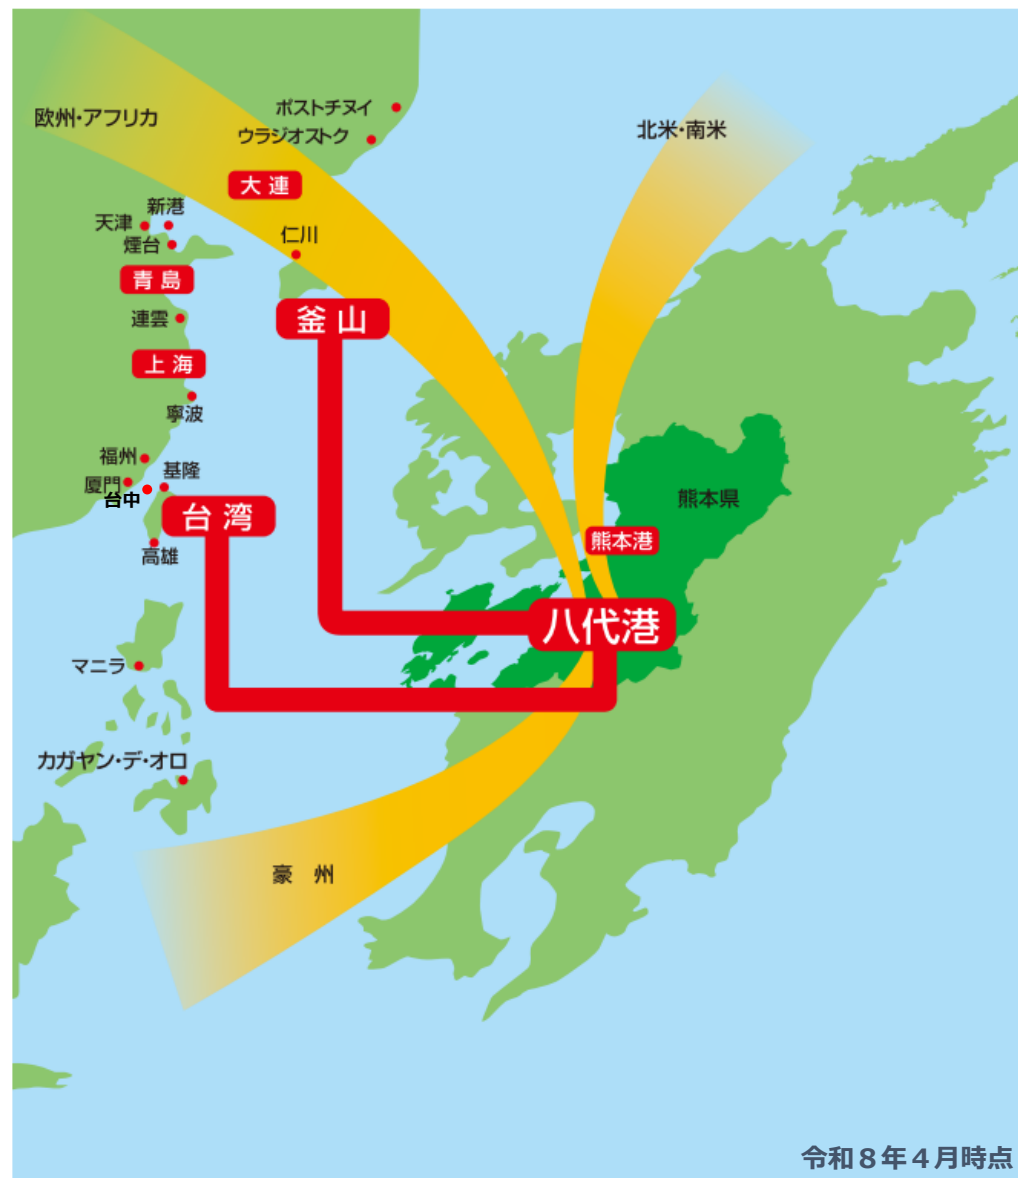 ポストチヌイ
欧州・アフリカ
北米・南米
ウラジオストク
大連
新港
天津
仁川
煙台
青島
連雲
釜山
上海
寧波
福州
基隆
厦門
台中
熊本県
台湾
熊本港
高雄
八代港
マニラ
カガヤン・デ・オロ
豪州
令和８年４月時点